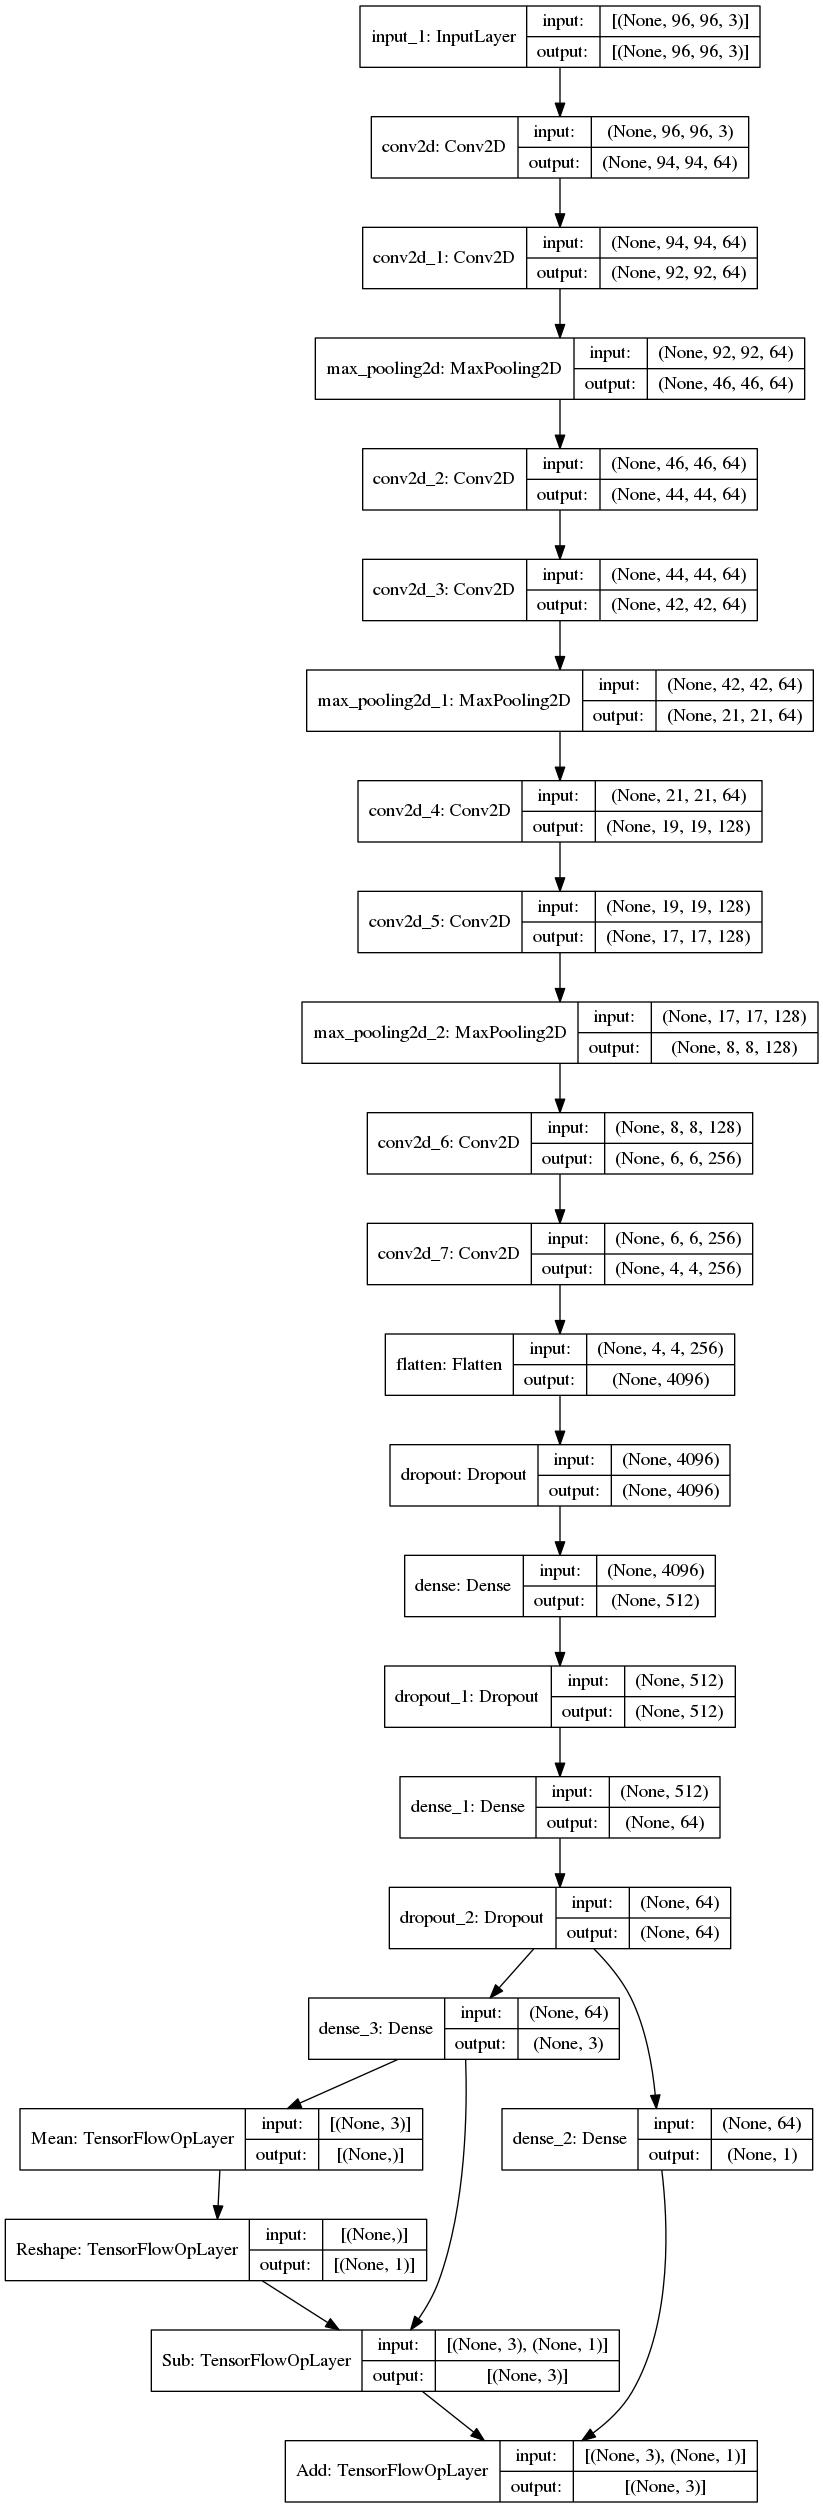 input_1: InputLayer
input: [(None, 96, 96, 3)]
output: [(None, 96, 96, 3)]
conv2d: Conv2D
input: (None, 96, 96, 3)
output: (None, 94, 94, 64)
conv2d_1: Conv2D
input: (None, 94, 94, 64)
output: (None, 92, 92, 64)
max_pooling2d: MaxPooling2D
input: (None, 92, 92, 64)
output: (None, 46, 46, 64)
conv2d_2: Conv2D
input: (None, 46, 46, 64)
output: (None, 44, 44, 64)
conv2d_3: Conv2D
input: (None, 44, 44, 64)
output: (None, 42, 42, 64)
max_pooling2d_1: MaxPooling2D
input: (None, 42, 42, 64)
output: (None, 21, 21, 64)
conv2d_4: Conv2D
input: (None, 21, 21, 64)
output: (None, 19, 19, 128)
conv2d_5: Conv2D
input: (None, 19, 19, 128)
output: (None, 17, 17, 128)
max_pooling2d_2: MaxPooling2D
input: (None, 17, 17, 128)
output: (None, 8, 8, 128)
conv2d_6: Conv2D
input: (None, 8, 8, 128)
output: (None, 6, 6, 256)
conv2d_7: Conv2D
input: (None, 6, 6, 256)
output: (None, 4, 4, 256)
flatten: Flatten
input: (None, 4, 4, 256)
output: (None, 4096)
dropout: Dropout
input: (None, 4096)
output: (None, 4096)
dense: Dense
input: (None, 4096)
output: (None, 512)
dropout_1: Dropout
input: (None, 512)
output: (None, 512)
dense_1: Dense
input: (None, 512)
output: (None, 64)
dropout_2: Dropout
input: (None, 64)
output: (None, 64)
dense_3: Dense
input: (None, 64)
output: (None, 3)
Mean: TensorFlowOpLayer
input: [(None, 3)]
output: [(None,)]
dense_2: Dense
input: (None, 64)
output: (None, 1)
Reshape: TensorFlowOpLayer
input: [(None,)]
output: [(None, 1)]
Sub: TensorFlowOpLayer
input: [(None, 3), (None, 1)]
output: [(None, 3)]
Add: TensorFlowOpLayer
input: [(None, 3), (None, 1)]
output: [(None, 3)]